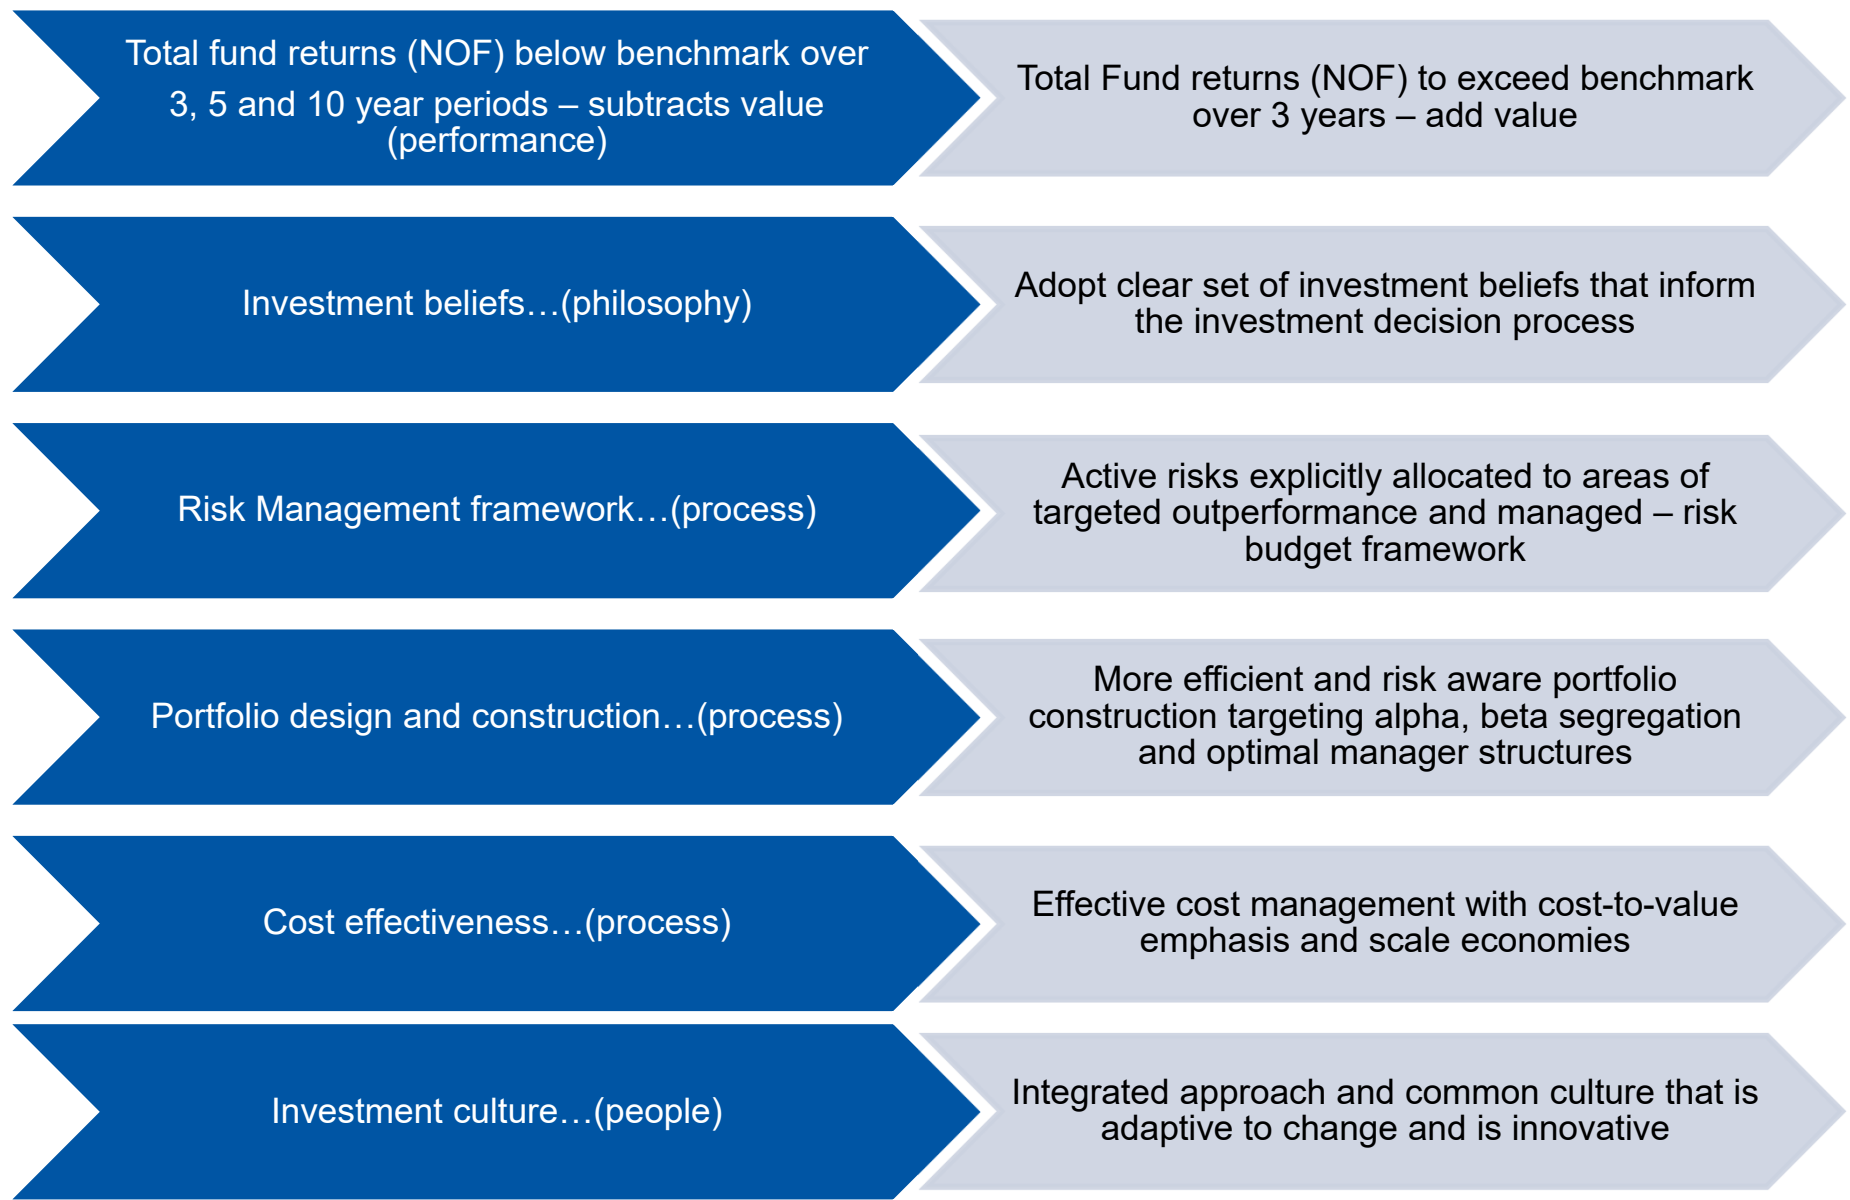 Total fund returns (NOF) below benchmark over
3, 5 and 10 year periods – subtracts value
(performance)
Total Fund returns (NOF) to exceed benchmark
over 3 years – add value
Investment beliefs…(philosophy)
Adopt clear set of investment beliefs that inform
the investment decision process
Risk Management framework…(process)
Active risks explicitly allocated to areas of
targeted outperformance and managed – risk
budget framework
Portfolio design and construction…(process)
More efficient and risk aware portfolio
construction targeting alpha, beta segregation
and optimal manager structures
Cost effectiveness…(process)
Effective cost management with cost-to-value
emphasis and scale economies
Investment culture…(people)
Integrated approach and common culture that is
adaptive to change and is innovative